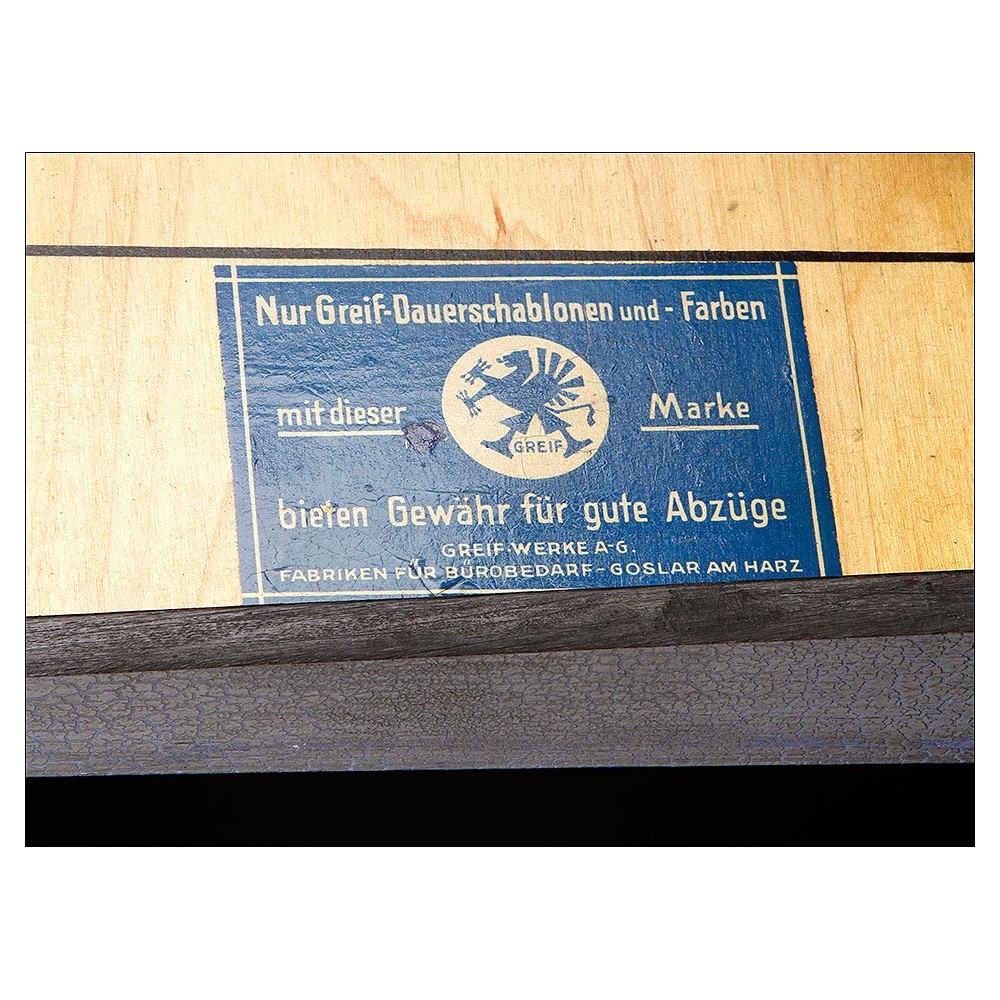 Nur Greif-Dauerschablonen und - Farben
mit dieser Marke
GREIF
bieten Gewähr für gute Abzüge
GREIF-WERKE A-G.
FABRIKEN FÜR BÜROBEDARF - GOSLAR AM HARZ